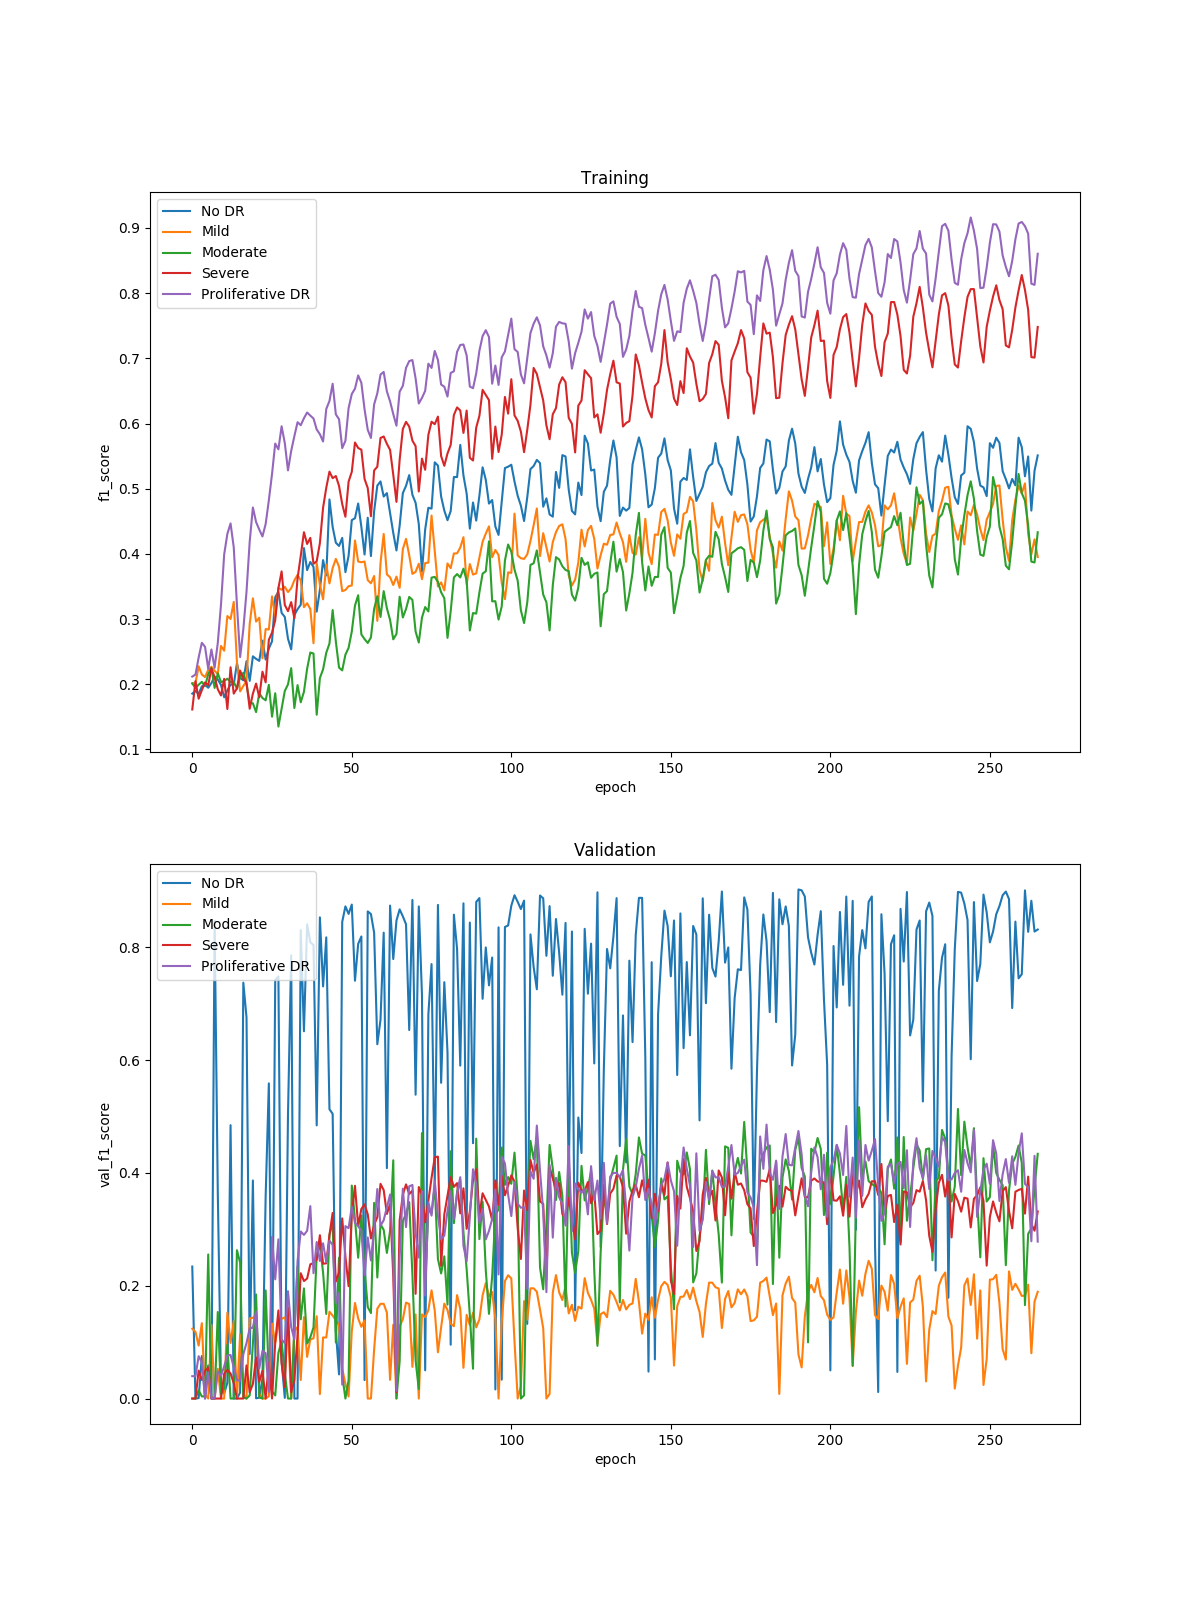 Training
f1_score
0.9
0.8
0.7
0.6
0.5
0.4
0.3
0.2
0.1
No DR
Mild
Moderate
Severe
Proliferative DR
0 50 100 150 200 250
epoch
Validation
val_f1_score
0.8
0.6
0.4
0.2
0.0
No DR
Mild
Moderate
Severe
Proliferative DR
0 50 100 150 200 250
epoch